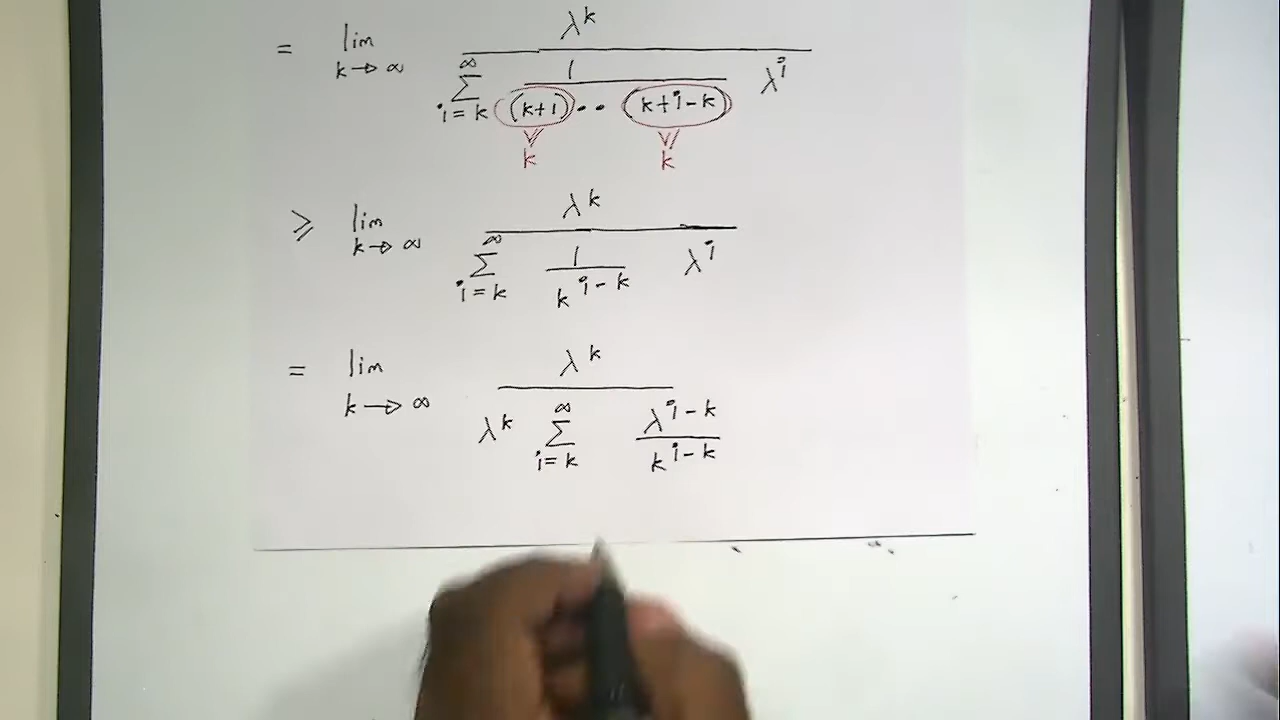 = lim k→∞ λ^k / ∑_{i=k}^{∞} 1/((k+1)··(k+i-k)) λ^i
k k
≥ lim k→∞ λ^k / ∑_{i=k}^{∞} 1/k^{i-k} λ^i
= lim k→∞ λ^k / λ^k ∑_{i=k}^{∞} λ^{i-k}/k^{i-k}